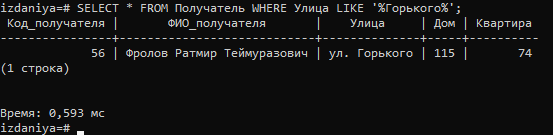 izdaniya=# SELECT * FROM Получатель WHERE Улица LIKE '%Горького%';
Код_получателя | ФИО_получателя | Улица | Дом | Квартира
----------------+--------------------------+-------------+-----+----------
56 | Фролов Ратмир Теймуразович | ул. Горького | 115 | 74
(1 строка)
Время: 0,593 мс
izdaniya=#